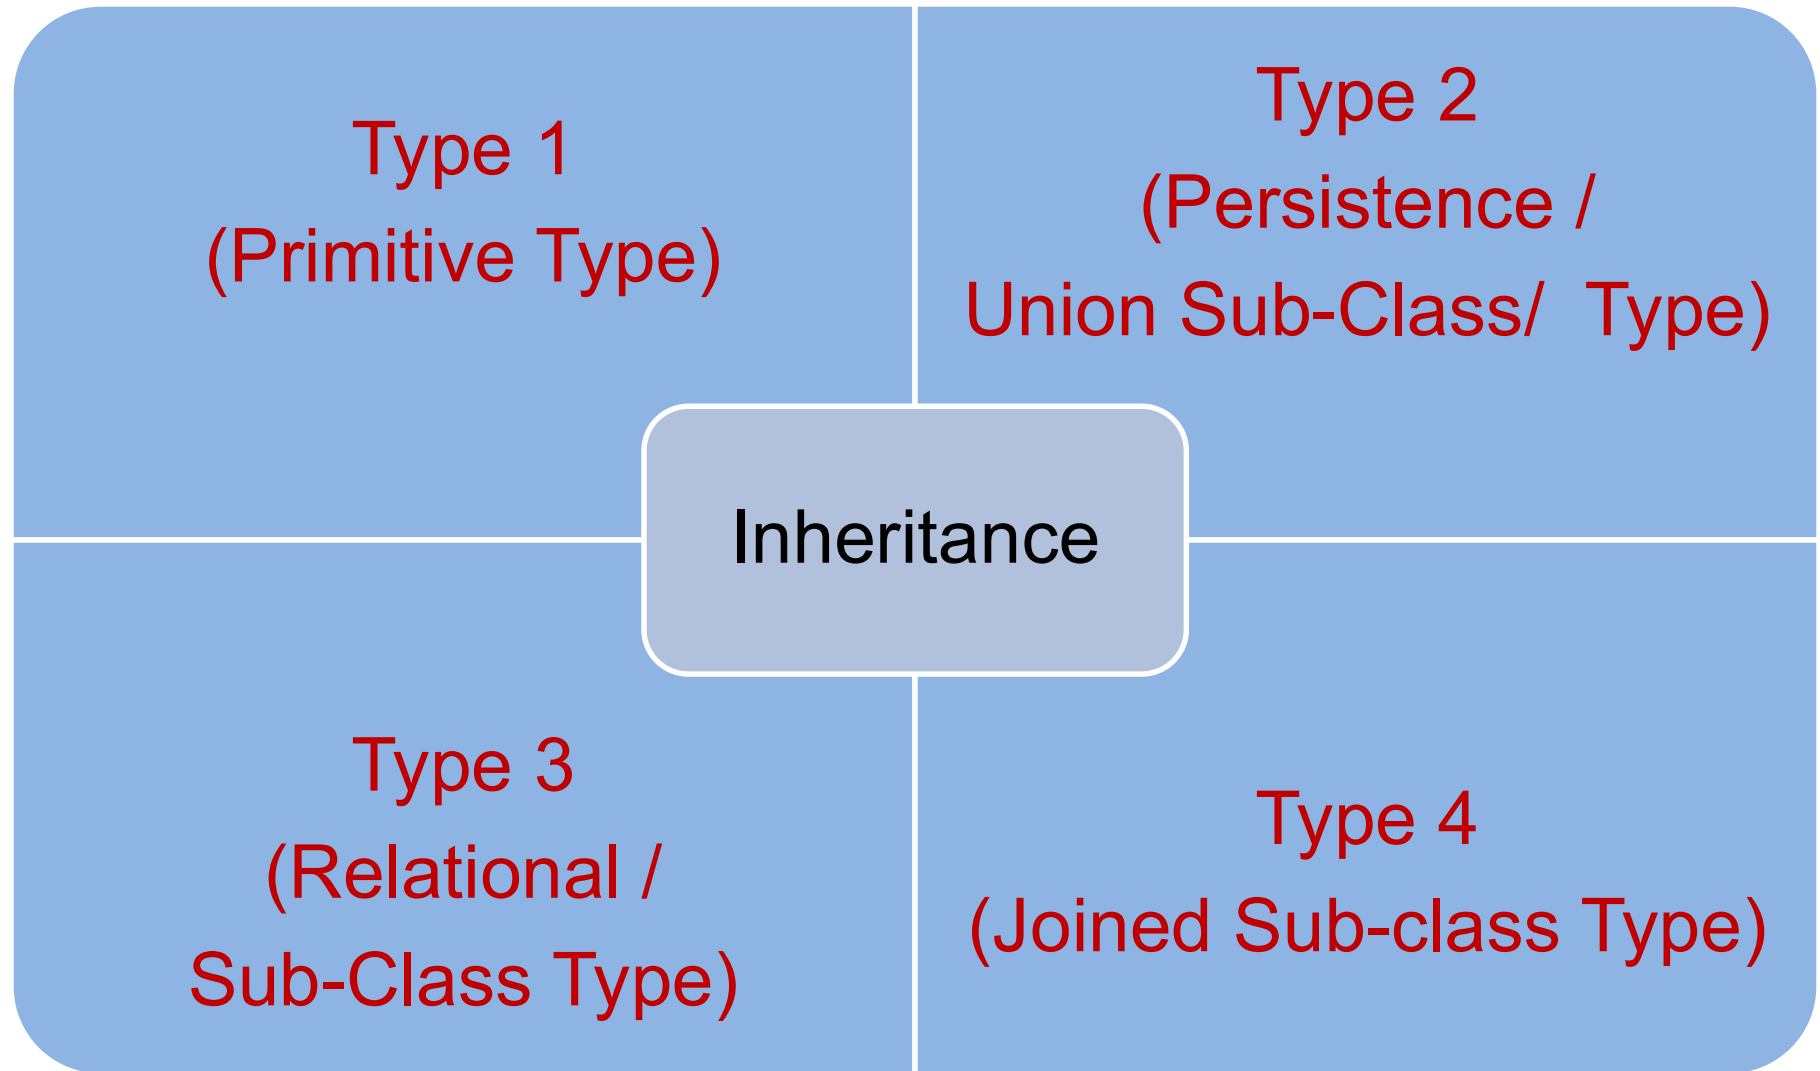 Type 1
(Primitive Type)
Type 2
(Persistence /
Union Sub-Class/  Type)
Inheritance
Type 3
(Relational /
Sub-Class Type)
Type 4
(Joined Sub-class Type)